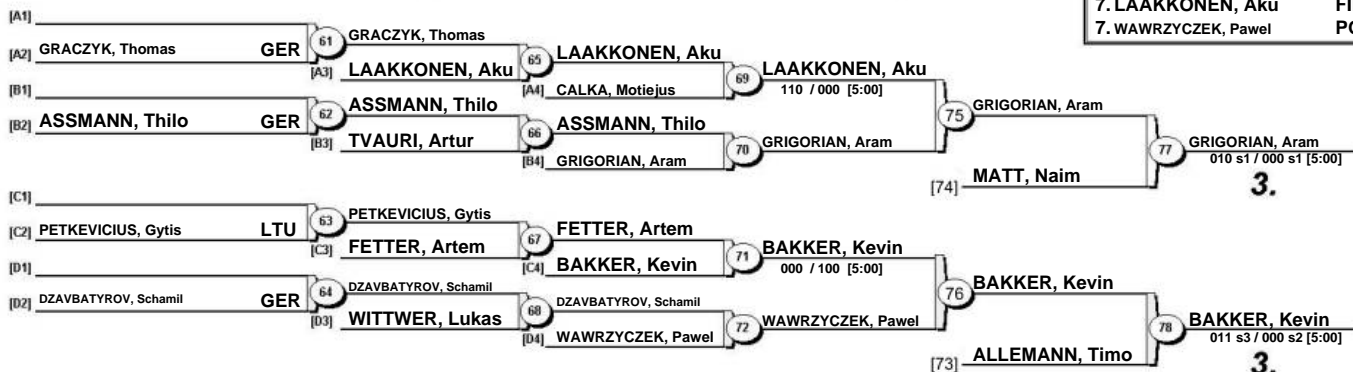 7. LAAKKONEN, Aku
7. WAWRZYCZEK, Pawel
[A1]
[A2] GRACZYK, Thomas GER
61 GRACZYK, Thomas
[A3] LAAKKONEN, Aku
65 LAAKKONEN, Aku
[A4] CALKA, Motiejus
69 LAAKKONEN, Aku
110 / 000 [5:00]
[B1]
[B2] ASSMANN, Thilo GER
62 ASSMANN, Thilo
[B3] TVAURI, Artur
66 ASSMANN, Thilo
[B4] GRIGORIAN, Aram
70 GRIGORIAN, Aram
75 GRIGORIAN, Aram
[74] MATT, Naim
77 GRIGORIAN, Aram
010 s1 / 000 s1 [5:00]
3.
[C1]
[C2] PETKEVICIUS, Gytis LTU
63 PETKEVICIUS, Gytis
[C3] FETTER, Artem
67 FETTER, Artem
[C4] BAKKER, Kevin
71 BAKKER, Kevin
000 / 100 [5:00]
[D1]
[D2] DZAVBATYROV, Schamil GER
64 DZAVBATYROV, Schamil
[D3] WITTWER, Lukas
68 DZAVBATYROV, Schamil
[D4] WAWRZYCZEK, Pawel
72 WAWRZYCZEK, Pawel
76 BAKKER, Kevin
[73] ALLEMANN, Timo
78 BAKKER, Kevin
011 s3 / 000 s2 [5:00]
3.